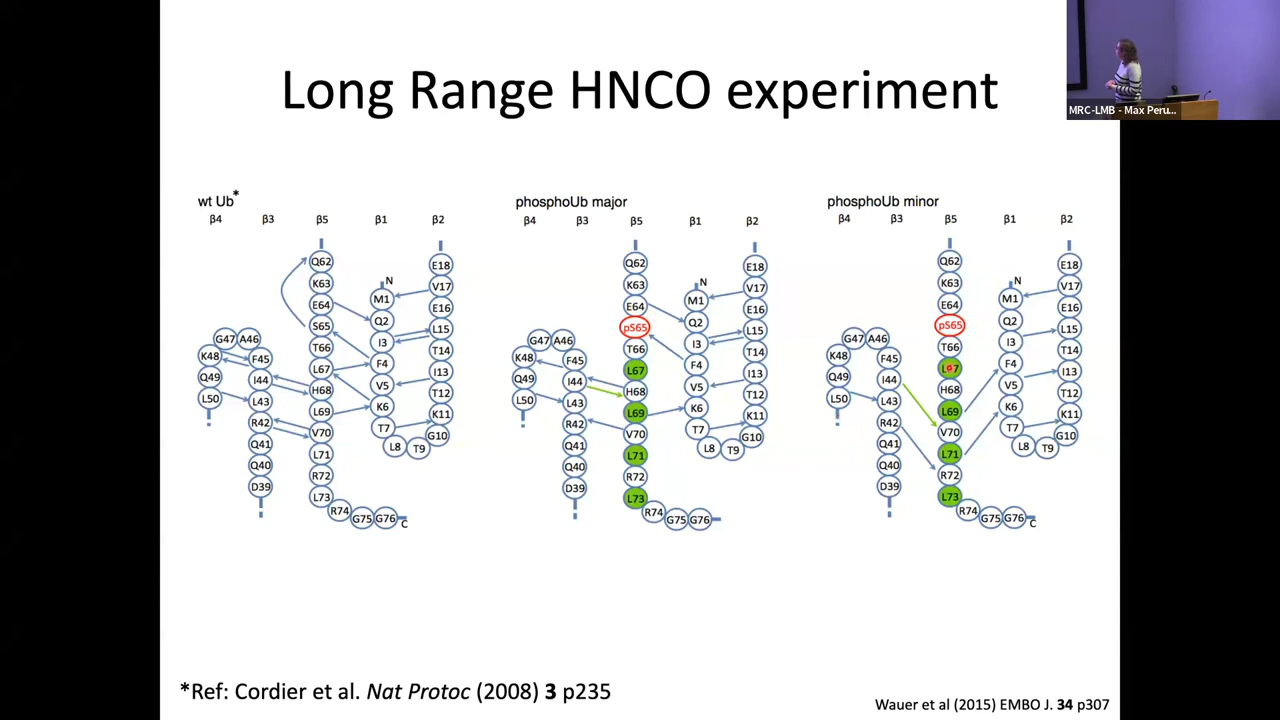 Long Range HNCO experiment
MRC-LMB - Max Peru...
wt Ub*
β4 β3 β5 β1 β2
Q62
K63
E64
S65
T66
L67
H68
L69
V70
L71
R72
L73
R74
G75
G76
C
N
M1
Q2
I3
F4
V5
K6
T7
L8
T9
G10
K11
T12
I13
T14
L15
E16
V17
E18
G47
A46
K48
F45
Q49
I44
L50
L43
R42
Q41
Q40
D39
phosphoUb major
β4 β3 β5 β1 β2
Q62
K63
E64
pS65
T66
L67
H68
L69
V70
L71
R72
L73
R74
G75
G76
N
M1
Q2
I3
F4
V5
K6
T7
L8
T9
G10
K11
T12
I13
T14
L15
E16
V17
E18
G47
A46
K48
F45
Q49
I44
L50
L43
R42
Q41
Q40
D39
phosphoUb minor
β4 β3 β5 β1 β2
Q62
K63
E64
pS65
T66
L67
H68
L69
V70
L71
R72
L73
R74
G75
G76
C
N
M1
Q2
I3
F4
V5
K6
T7
L8
T9
G10
K11
T12
I13
T14
L15
E16
V17
E18
G47
A46
K48
F45
Q49
I44
L50
L43
R42
Q41
Q40
D39
*Ref: Cordier et al. Nat Protoc (2008) 3 p235
Wauer et al (2015) EMBO J. 34 p307